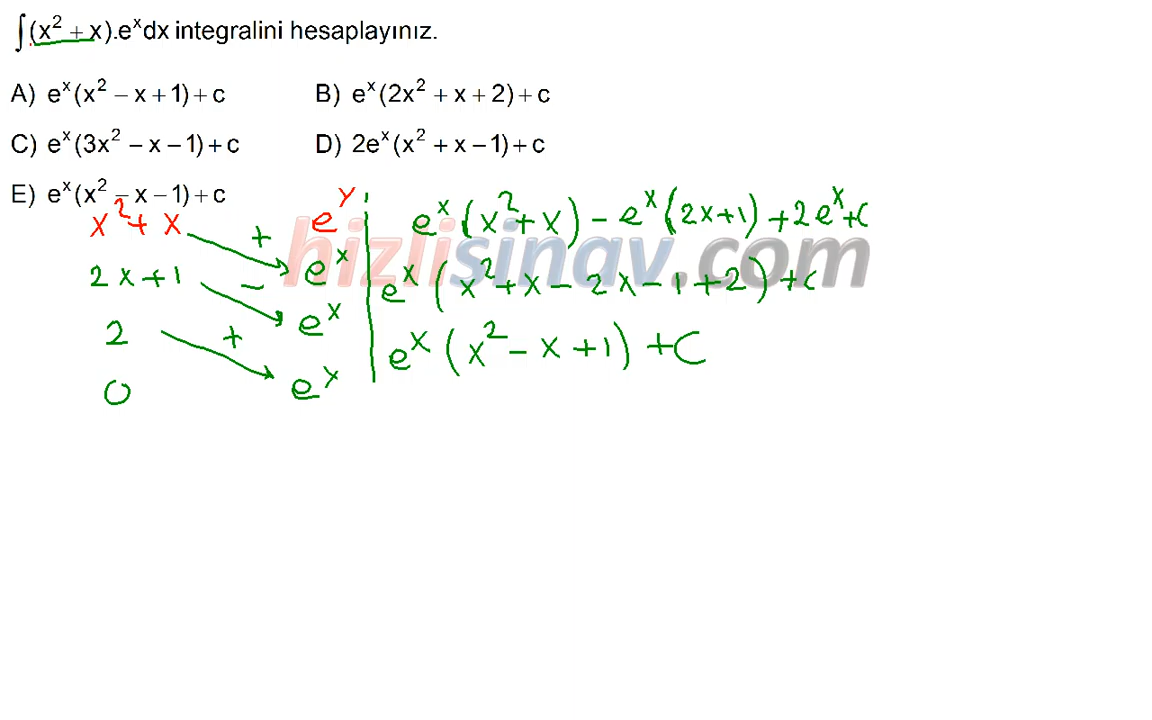 ∫(x² + x).eˣdx integralini hesaplayınız.
A) eˣ(x² − x + 1) + c B) eˣ(2x² + x + 2) + c
C) eˣ(3x² − x − 1) + c D) 2eˣ(x² + x − 1) + c
E) eˣ(x² − x − 1) + c
x² + x + eˣ
2x + 1 − eˣ
2 + eˣ
0 eˣ
eˣ(x² + x) − eˣ(2x + 1) + 2eˣ + c
eˣ(x² + x − 2x − 1 + 2) + c
eˣ(x² − x + 1) + C
hizlisinav.com